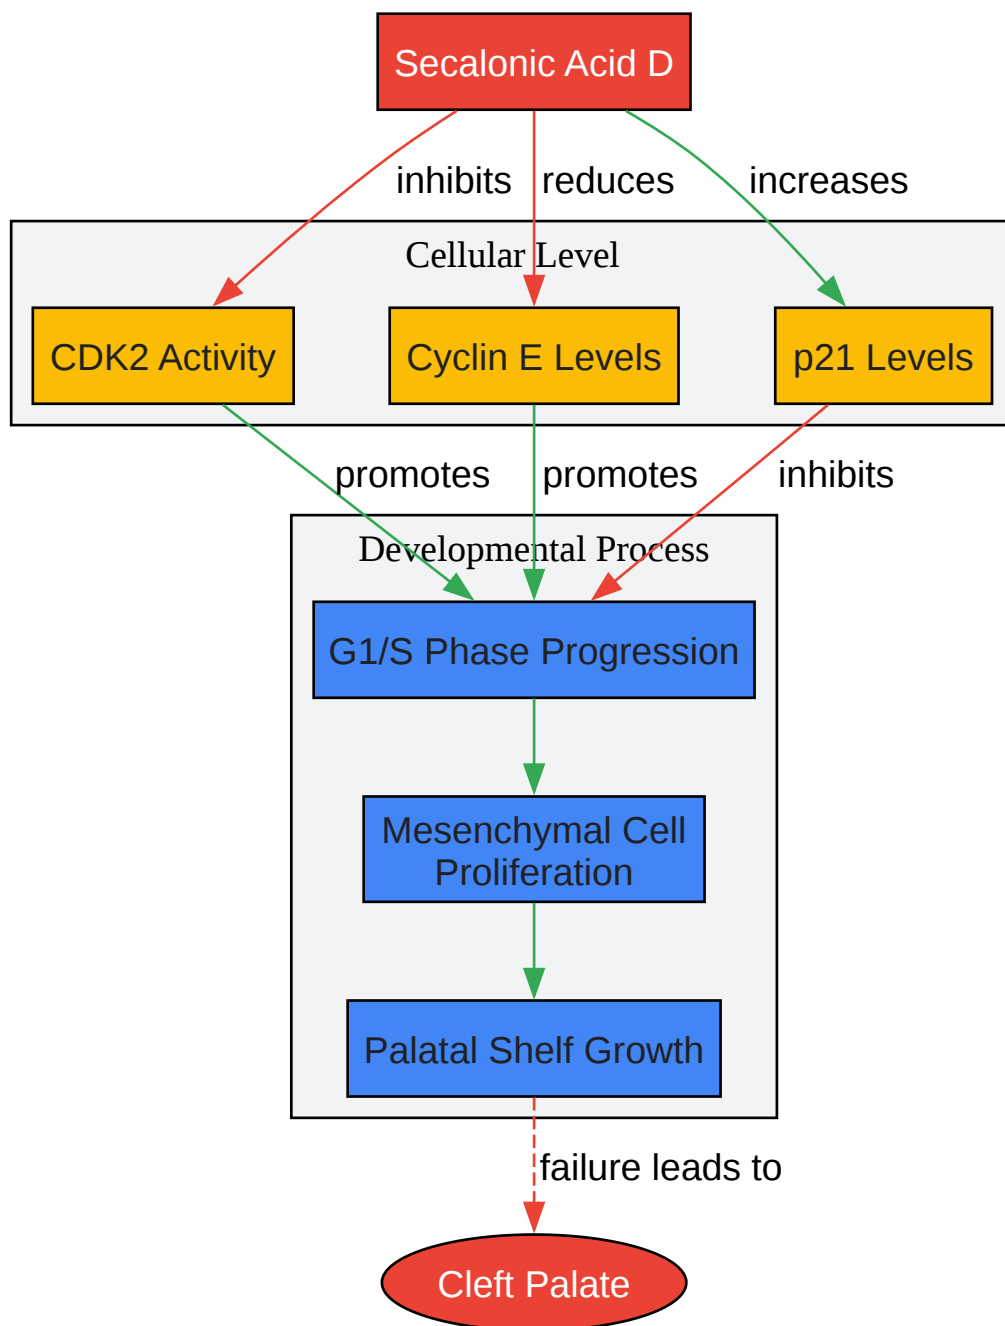 Secalonic Acid D
inhibits
reduces
increases
Cellular Level
CDK2 Activity
Cyclin E Levels
p21 Levels
promotes
promotes
inhibits
Developmental Process
G1/S Phase Progression
Mesenchymal Cell
Proliferation
Palatal Shelf Growth
failure leads to
Cleft Palate